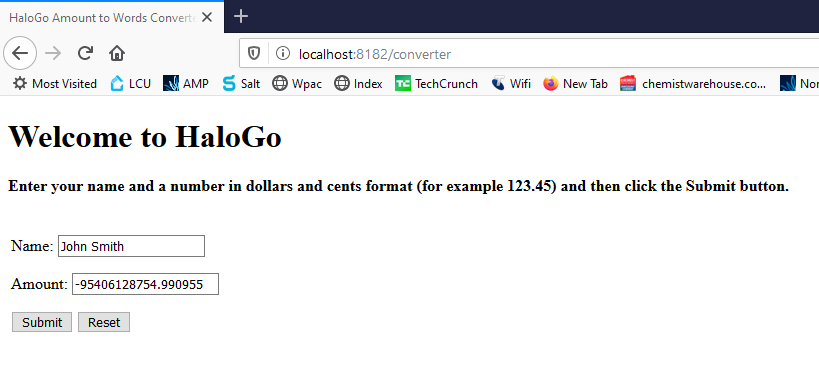 HaloGo Amount to Words Converte
localhost:8182/converter
Most Visited LCU AMP Salt Wpac Index TechCrunch Wifi New Tab chemistwarehouse.co... Nor
Welcome to HaloGo
Enter your name and a number in dollars and cents format (for example 123.45) and then click the Submit button.
Name: John Smith
Amount: -95406128754.990955
Submit Reset